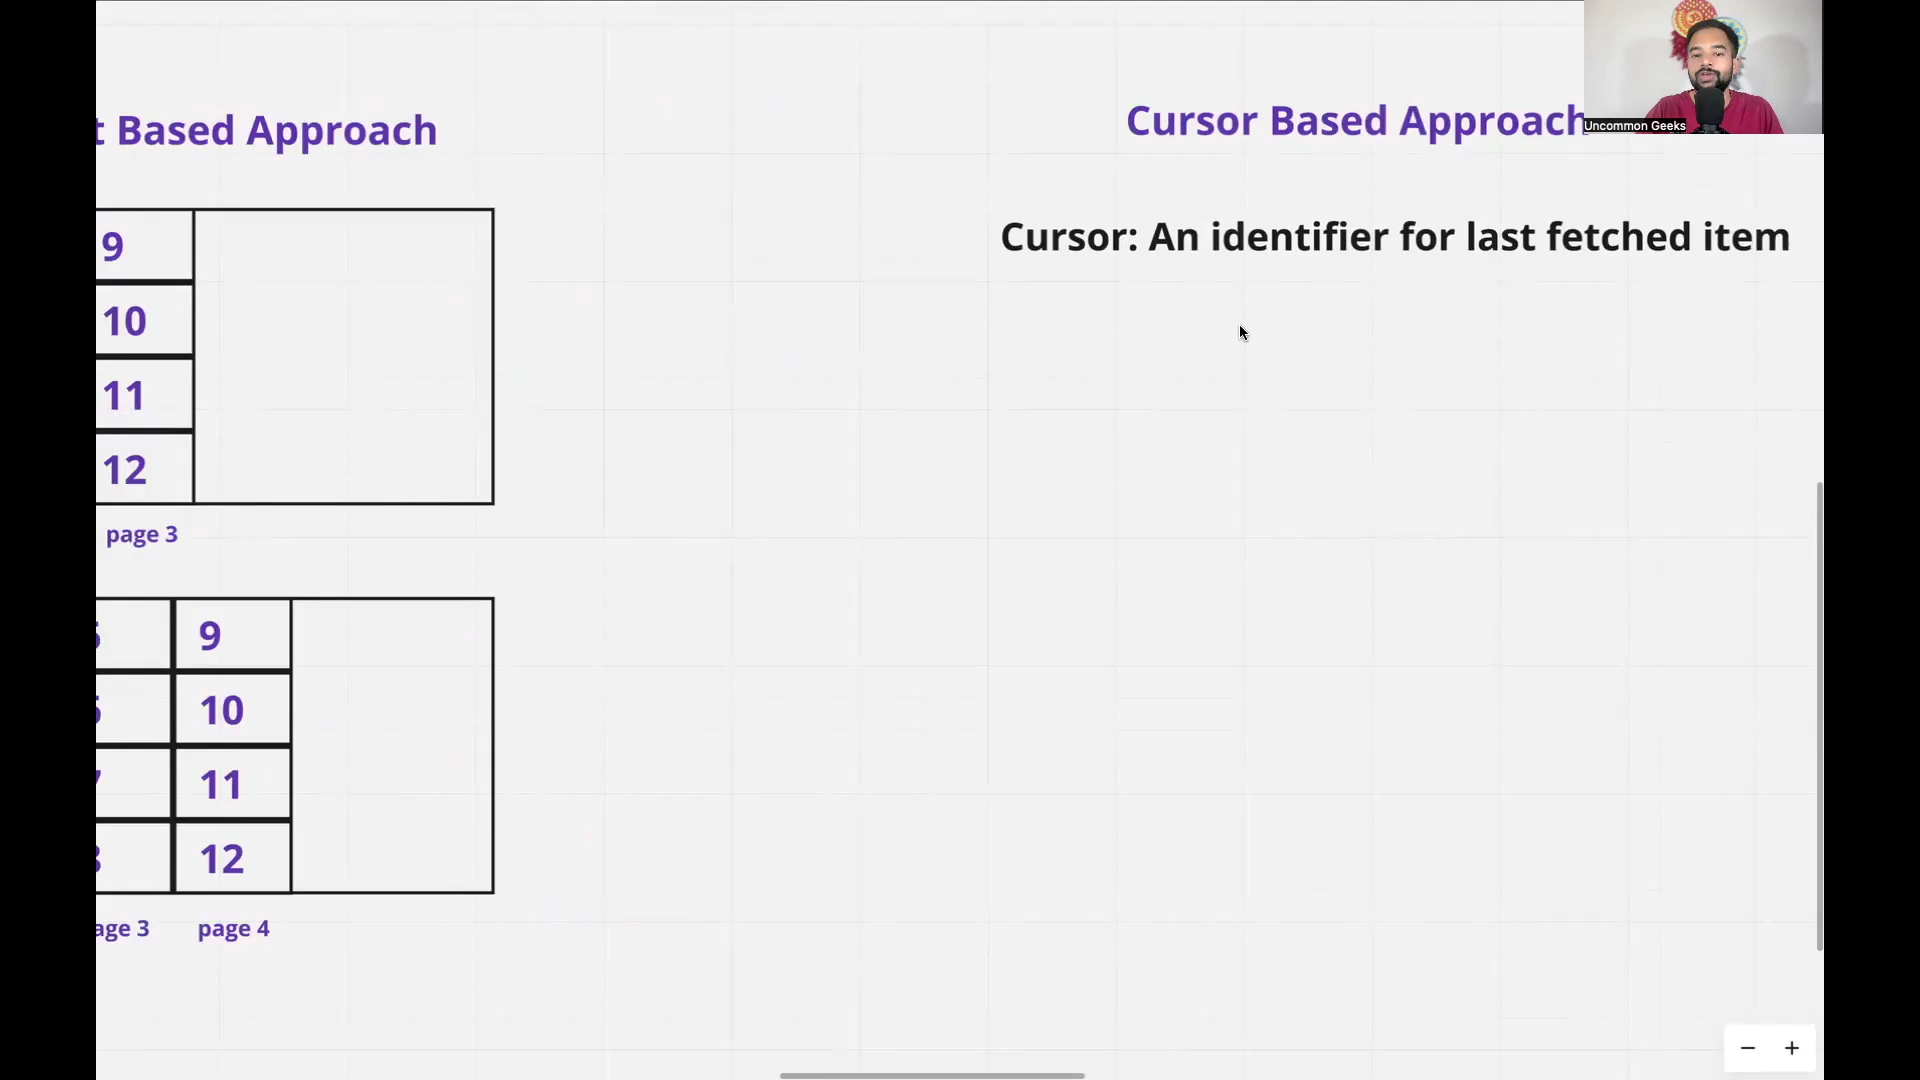 t Based Approach
Cursor Based Approach
Uncommon Geeks
Cursor: An identifier for last fetched item
9
10
11
12
page 3
9
10
11
12
age 3
page 4